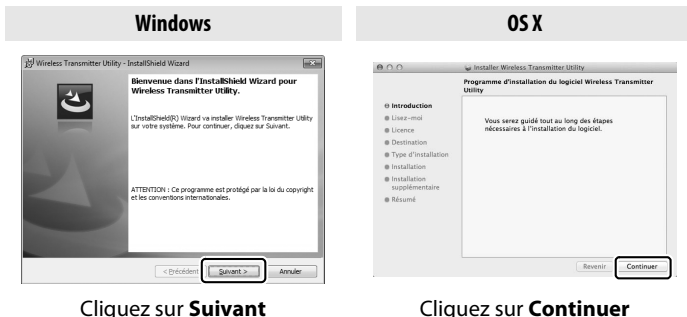 Windows
Wireless Transmitter Utility - InstallShield Wizard
Bienvenue dans l'InstallShield Wizard pour
Wireless Transmitter Utility.
L'InstallShield(R) Wizard va installer Wireless Transmitter Utility
sur votre système. Pour continuer, cliquez sur Suivant.
ATTENTION : Ce programme est protégé par la loi du copyright
et les conventions internationales.
< Précédent
Suivant >
Annuler
Cliquez sur Suivant
OS X
Installer Wireless Transmitter Utility
Programme d'installation du logiciel Wireless Transmitter
Utility
Introduction
Lisez-moi
Licence
Destination
Type d'installation
Installation
Installation
supplémentaire
Résumé
Vous serez guidé tout au long des étapes
nécessaires à l'installation du logiciel.
Revenir
Continuer
Cliquez sur Continuer